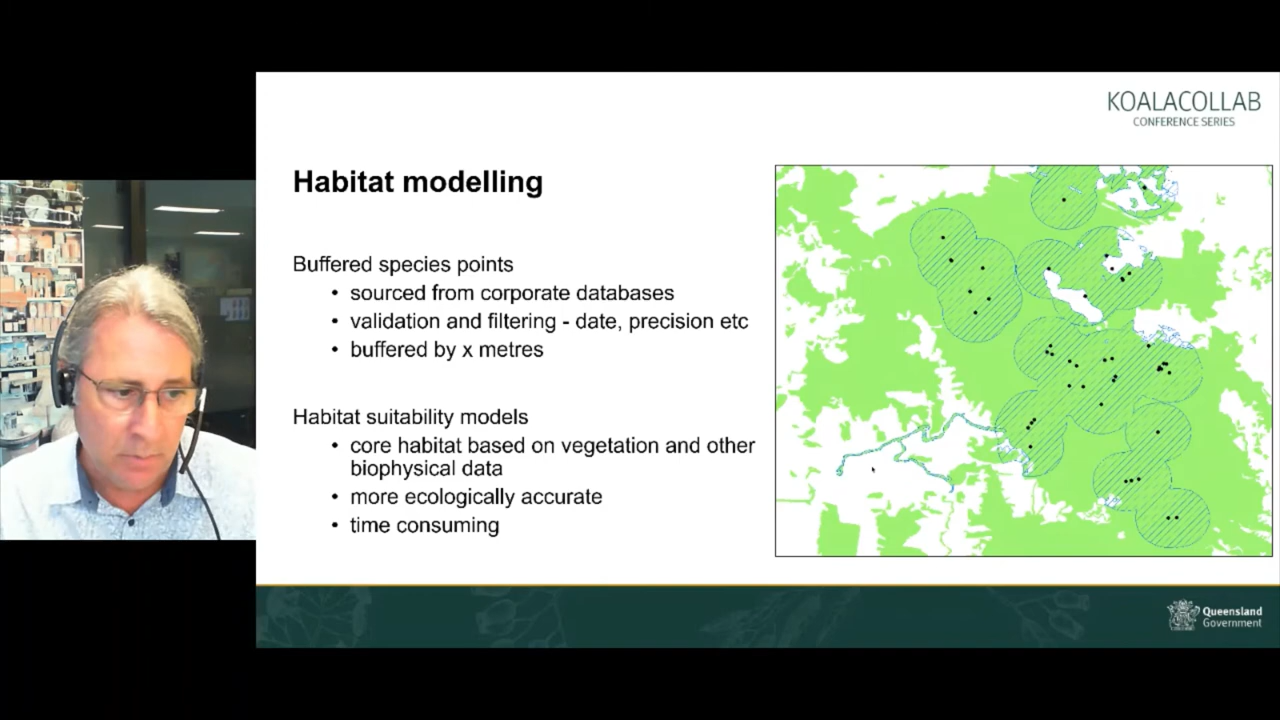 KOALACOLLAB
CONFERENCE SERIES
Habitat modelling
Buffered species points
• sourced from corporate databases
• validation and filtering - date, precision etc
• buffered by x metres
Habitat suitability models
• core habitat based on vegetation and other
biophysical data
• more ecologically accurate
• time consuming
Queensland
Government